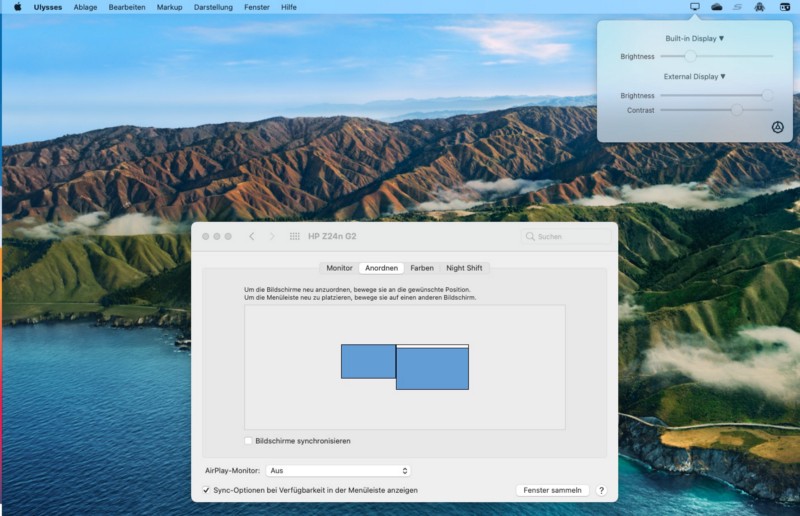 Ulysses Ablage Bearbeiten Markup Darstellung Fenster Hilfe
Built-in Display ▼
Brightness
External Display ▼
Brightness
Contrast
HP Z24n G2
Suchen
Monitor Anordnen Farben Night Shift
Um die Bildschirme neu anzuordnen, bewege sie an die gewünschte Position.
Um die Menüleiste neu zu platzieren, bewege sie auf einen anderen Bildschirm.
Bildschirme synchronisieren
AirPlay-Monitor: Aus
Sync-Optionen bei Verfügbarkeit in der Menüleiste anzeigen
Fenster sammeln ?